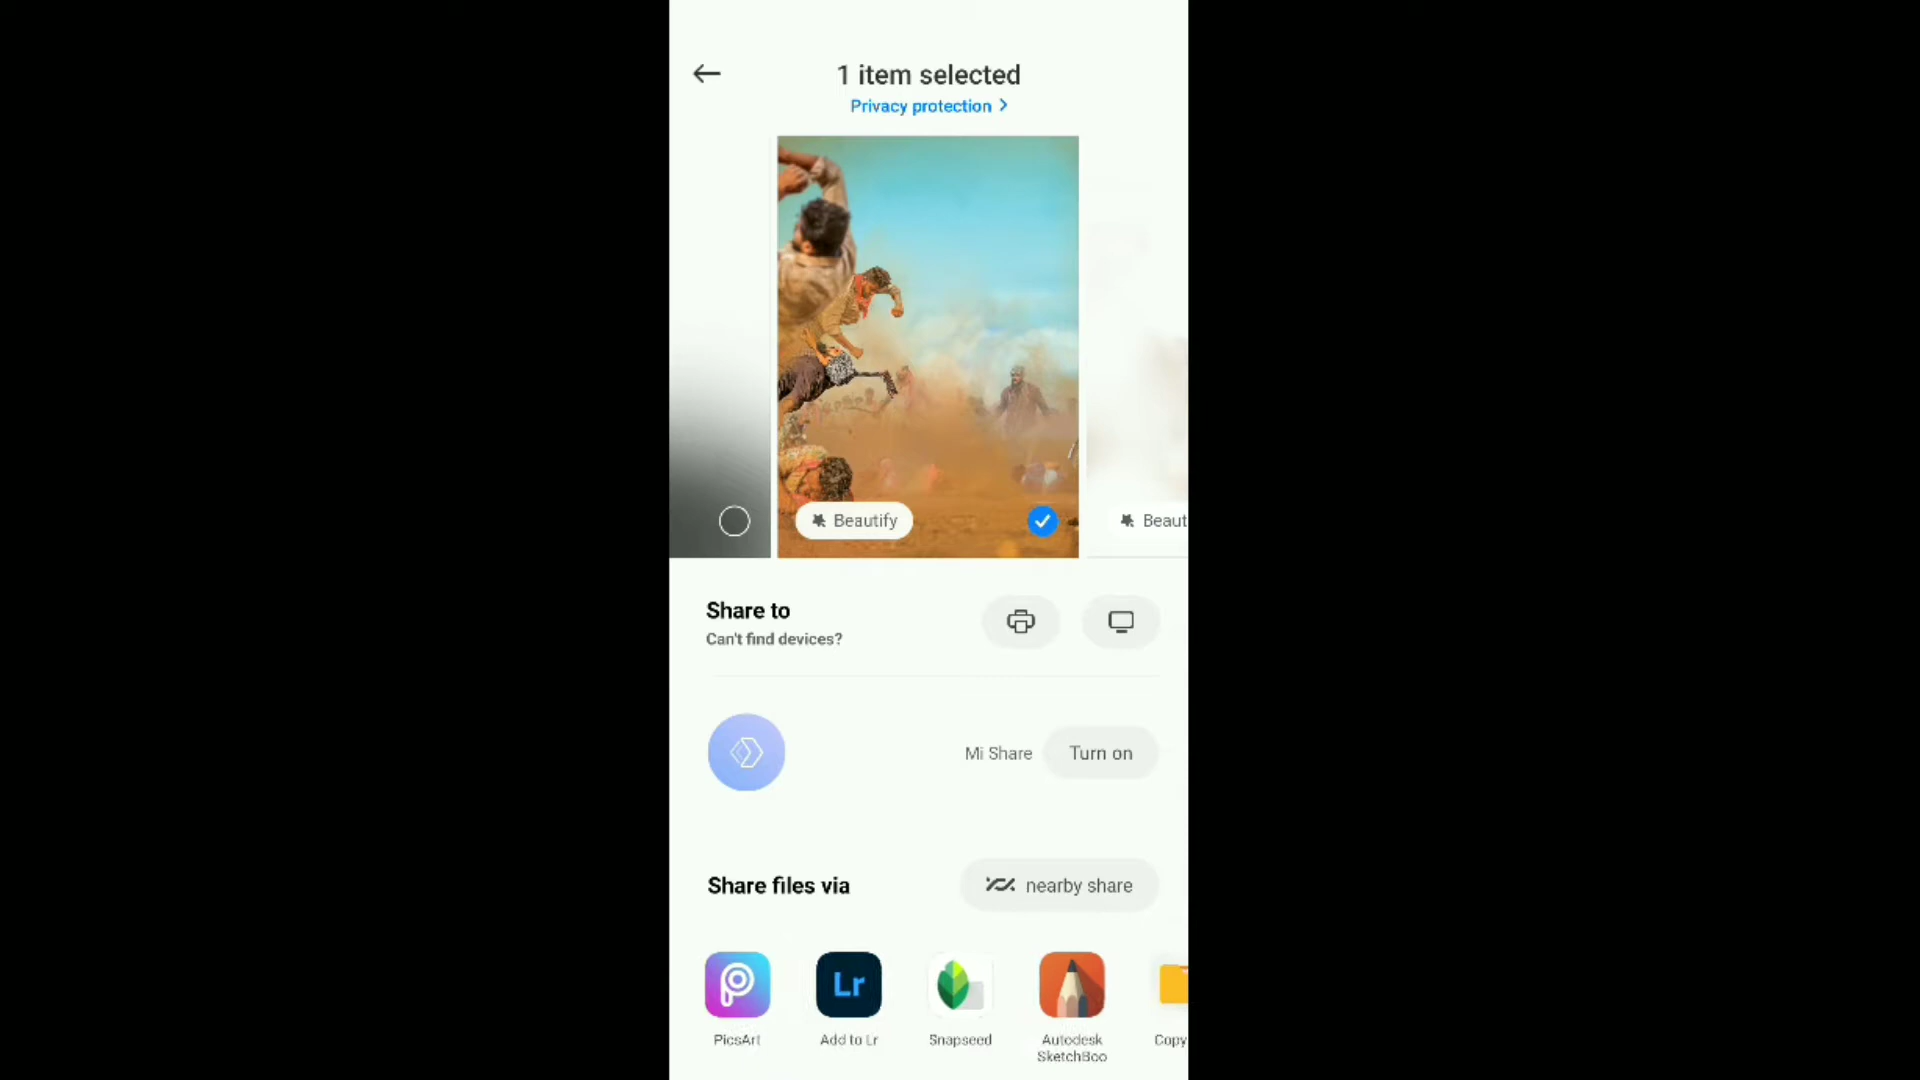 1 item selected
Privacy protection
Beautify
Beaut
Share to
Can't find devices?
Mi Share
Turn on
Share files via
nearby share
Lr
PicsArt
Add to Lr
Snapseed
Autodesk
SketchBoo
Copy